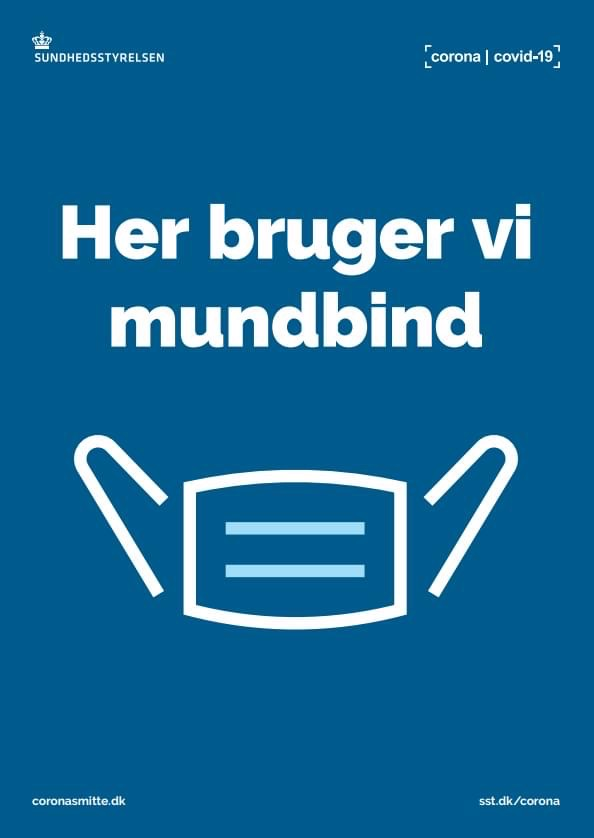 SUNDHEDSSTYRELSEN
corona | covid-19
Her bruger vi
mundbind
coronasmitte.dk
sst.dk/corona